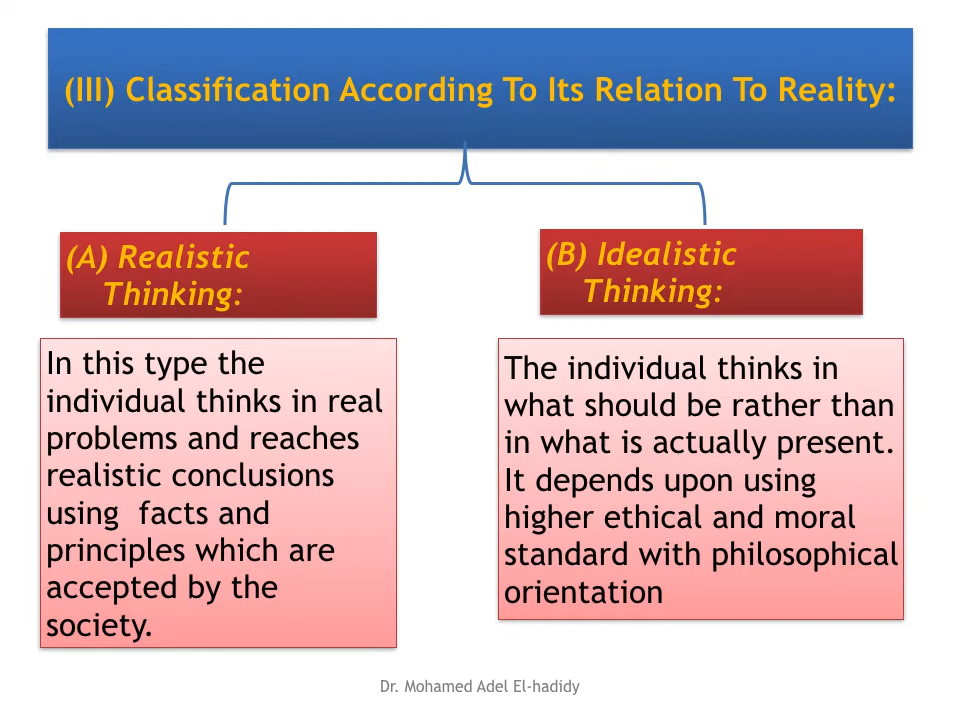 (III) Classification According To Its Relation To Reality:
(A) Realistic
Thinking:
In this type the
individual thinks in real
problems and reaches
realistic conclusions
using  facts and
principles which are
accepted by the
society.
(B) Idealistic
Thinking:
The individual thinks in
what should be rather than
in what is actually present.
It depends upon using
higher ethical and moral
standard with philosophical
orientation
Dr. Mohamed Adel El-hadidy